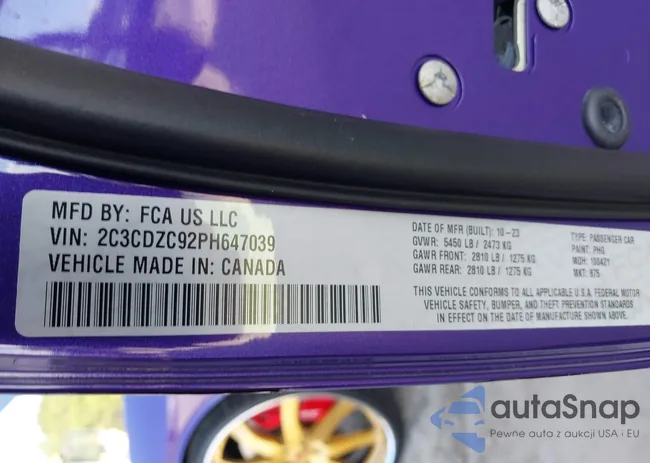 MFD BY: FCA US LLC
VIN: 2C3CDZC92PH647039
VEHICLE MADE IN: CANADA
DATE OF MFR (BUILT): 10-23
GVWR: 5450 LB / 2473 KG
GAWR FRONT: 2810 LB / 1275 KG
GAWR REAR: 2810 LB / 1275 KG
TYPE: PASSENGER CAR
PAINT: PHG
MDH: 100421
MKT: 875
THIS VEHICLE CONFORMS TO ALL APPLICABLE U.S.A. FEDERAL MOTOR
VEHICLE SAFETY, BUMPER, AND THEFT PREVENTION STANDARDS
IN EFFECT ON THE DATE OF MANUFACTURE SHOWN ABOVE.
autaSnap
Pewne auta z aukcji USA i EU